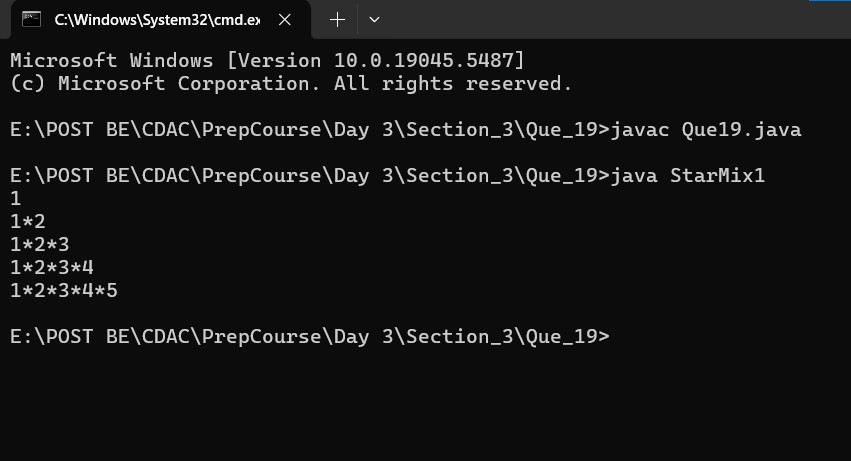 C:\Windows\System32\cmd.ex
Microsoft Windows [Version 10.0.19045.5487]
(c) Microsoft Corporation. All rights reserved.
E:\POST BE\CDAC\PrepCourse\Day 3\Section_3\Que_19>javac Que19.java
E:\POST BE\CDAC\PrepCourse\Day 3\Section_3\Que_19>java StarMix1
1
1*2
1*2*3
1*2*3*4
1*2*3*4*5
E:\POST BE\CDAC\PrepCourse\Day 3\Section_3\Que_19>